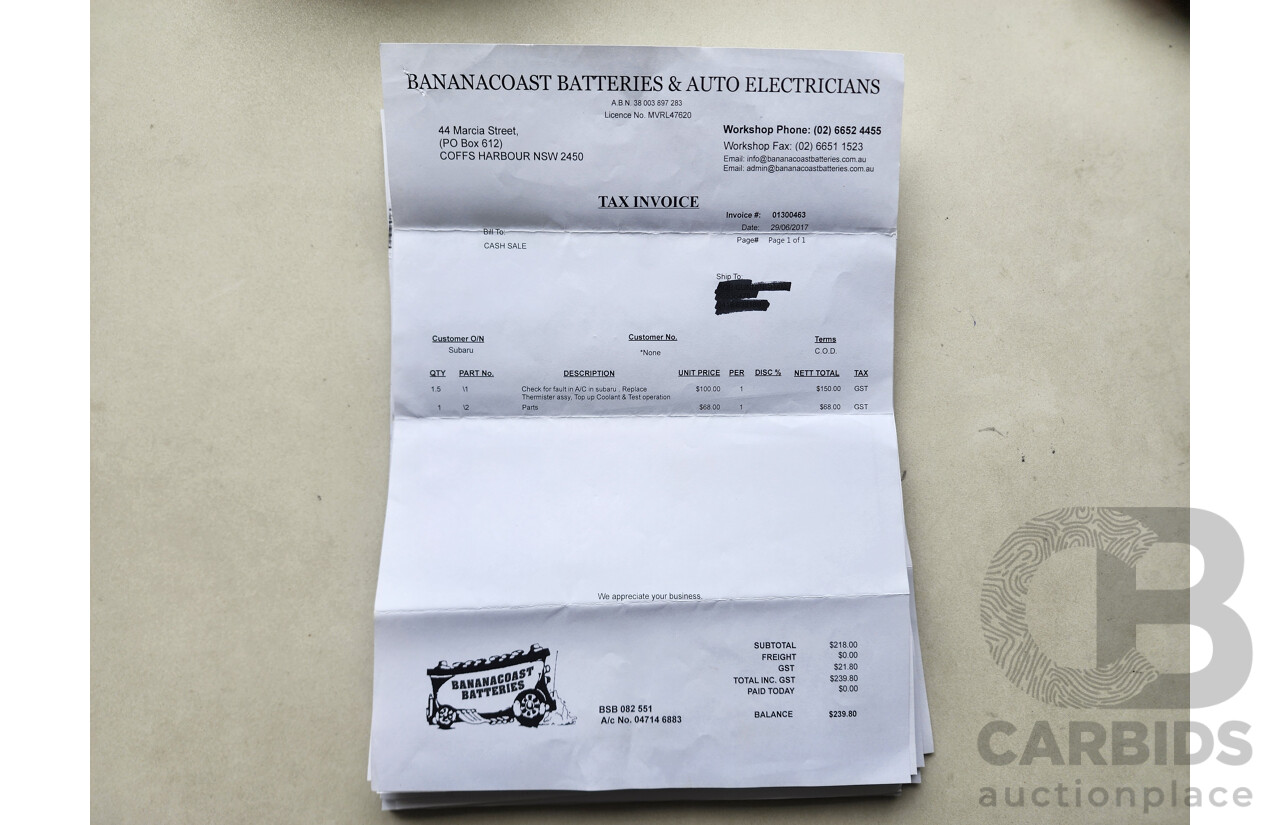 BANANACOAST BATTERIES & AUTO ELECTRICIANS
A.B.N. 38 003 897 283
Licence No. MVRL47620
44 Marcia Street,
(PO Box 612)
COFFS HARBOUR NSW 2450
Workshop Phone: (02) 6652 4455
Workshop Fax: (02) 6651 1523
Email: info@bananacoastbatteries.com.au
Email: admin@bananacoastbatteries.com.au
TAX INVOICE
Invoice #: 01300463
Date: 29/06/2017
Page# Page 1 of 1
Bill To:
CASH SALE
Ship To:
Customer O/N Customer No. Terms
Subaru *None C.O.D.
QTY PART No. DESCRIPTION UNIT PRICE PER DISC % NETT TOTAL TAX
1.5 \1 Check for fault in A/C in subaru . Replace $100.00 1 $150.00 GST
Thermister assy. Top up Coolant & Test operation
1 \2 Parts $68.00 1 $68.00 GST
We appreciate your business.
BANANACOAST
BATTERIES
BSB 082 551
A/c No. 04714 6883
SUBTOTAL $218.00
FREIGHT $0.00
GST $21.80
TOTAL INC. GST $239.80
PAID TODAY $0.00
BALANCE $239.80
CB
CARBIDS
auctionplace